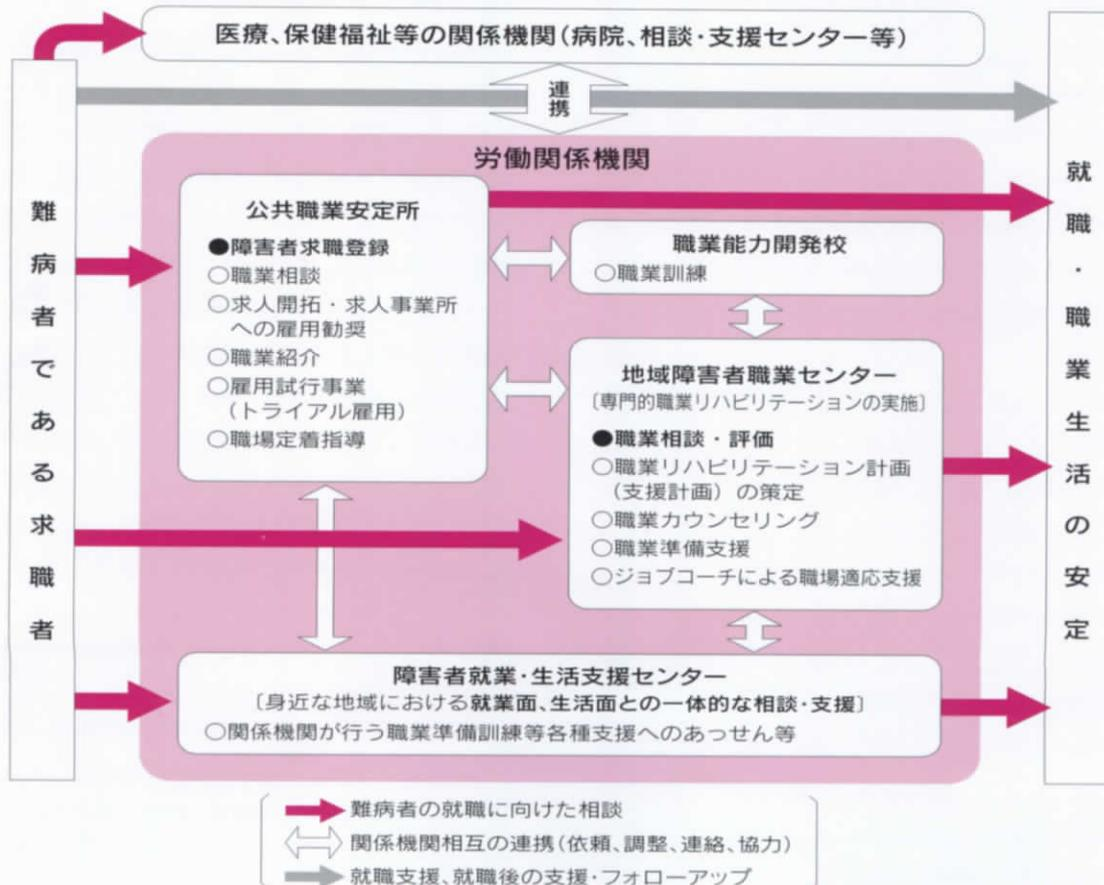 医療、保健福祉等の関係機関(病院、相談・支援センター等)
連携
難病者である求職者
就職・職業生活の安定
労働関係機関
公共職業安定所
●障害者求職登録
○職業相談
○求人開拓・求人事業所
への雇用勧奨
○職業紹介
○雇用試行事業
(トライアル雇用)
○職場定着指導
職業能力開発校
○職業訓練
地域障害者職業センター
〔専門的職業リハビリテーションの実施〕
●職業相談・評価
○職業リハビリテーション計画
(支援計画)の策定
○職業カウンセリング
○職業準備支援
○ジョブコーチによる職場適応支援
障害者就業・生活支援センター
〔身近な地域における就業面、生活面との一体的な相談・支援〕
○関係機関が行う職業準備訓練等各種支援へのあっせん等
難病者の就職に向けた相談
関係機関相互の連携(依頼、調整、連絡、協力)
就職支援、就職後の支援・フォローアップ